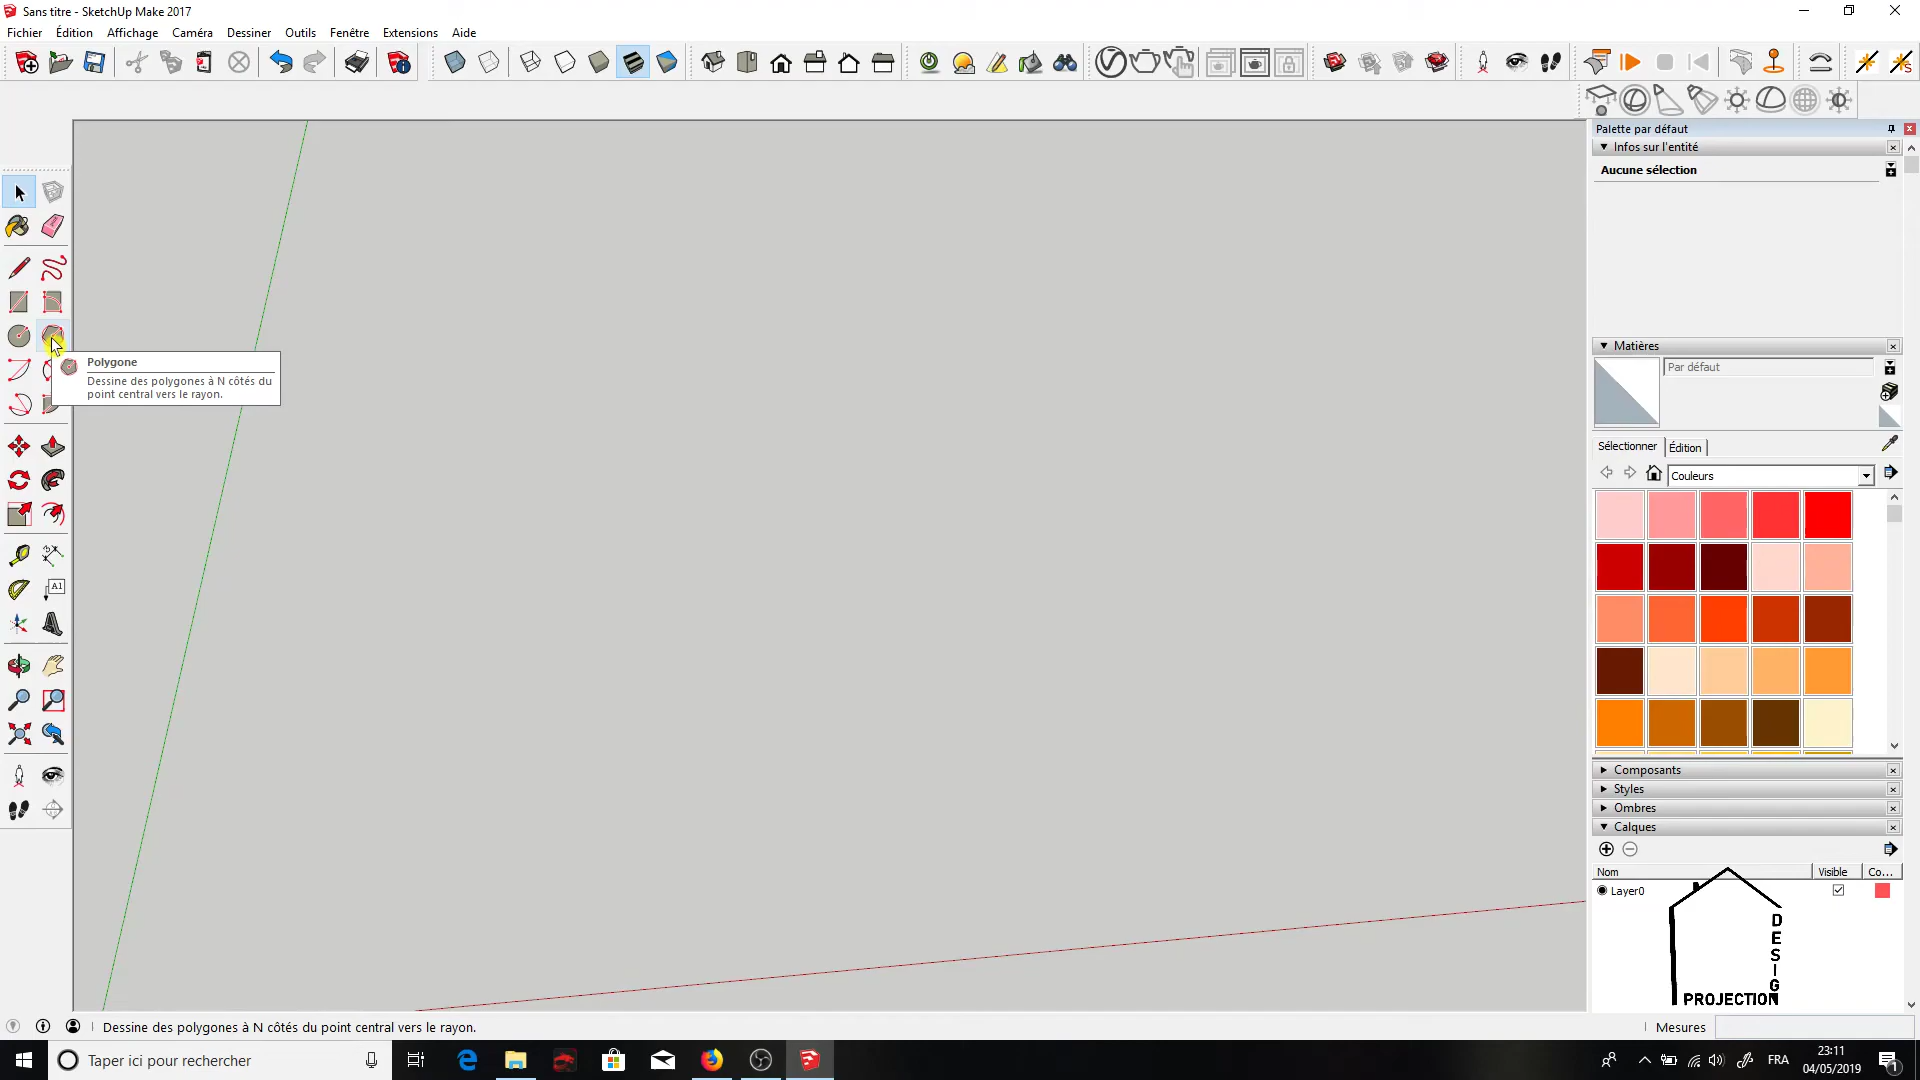 Sans titre - SketchUp Make 2017
Fichier Édition Affichage Caméra Dessiner Outils Fenêtre Extensions Aide
Palette par défaut
Infos sur l'entité
Aucune sélection
Polygone
Dessine des polygones à N côtés du
point central vers le rayon.
Matières
Par défaut
Sélectionner Édition
Couleurs
A1
Composants
Styles
Ombres
Calques
Nom Visible Co...
Layer0
DESIGN
PROJECTION
Dessine des polygones à N côtés du point central vers le rayon.
Mesures
Taper ici pour rechercher
FRA
23:11
04/05/2019
1